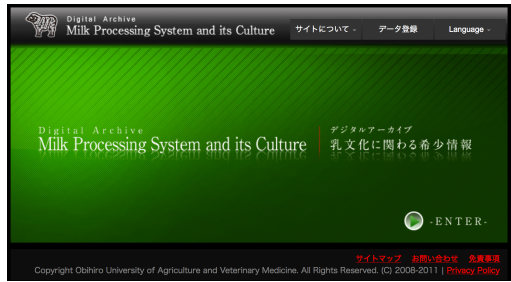 Digital Archive
Milk Processing System and its Culture
サイトについて
データ登録
Language
Digital Archive
Milk Processing System and its Culture
デジタルアーカイブ
乳文化に関わる希少情報
-ENTER-
サイトマップ お問い合わせ 免責事項
Copyright Obihiro University of Agriculture and Veterinary Medicine. All Rights Reserved. (C) 2008-2011 | Privacy Policy